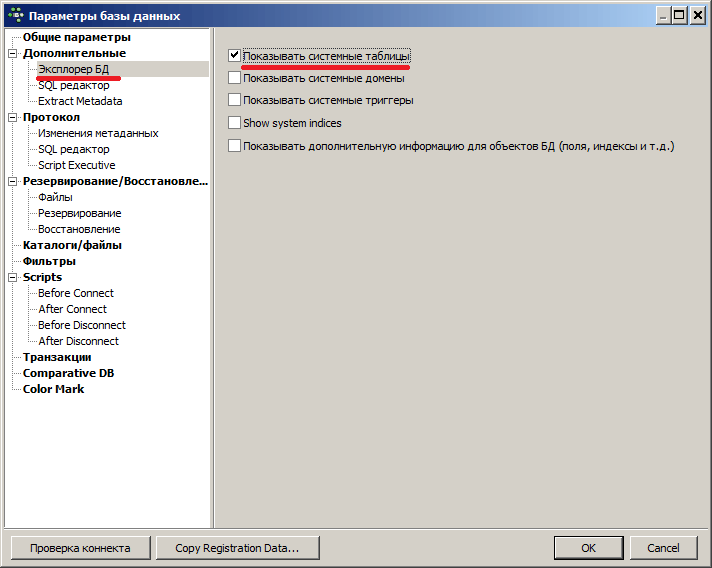 Параметры базы данных
Общие параметры
Дополнительные
Эксплорер БД
SQL редактор
Extract Metadata
Протокол
Изменения метаданных
SQL редактор
Script Executive
Резервирование/Восстановле...
Файлы
Резервирование
Восстановление
Каталоги/файлы
Фильтры
Scripts
Before Connect
After Connect
Before Disconnect
After Disconnect
Транзакции
Comparative DB
Color Mark
Показывать системные таблицы
Показывать системные домены
Показывать системные триггеры
Show system indices
Показывать дополнительную информацию для объектов БД (поля, индексы и т.д.)
Проверка коннекта
Copy Registration Data...
OK
Cancel